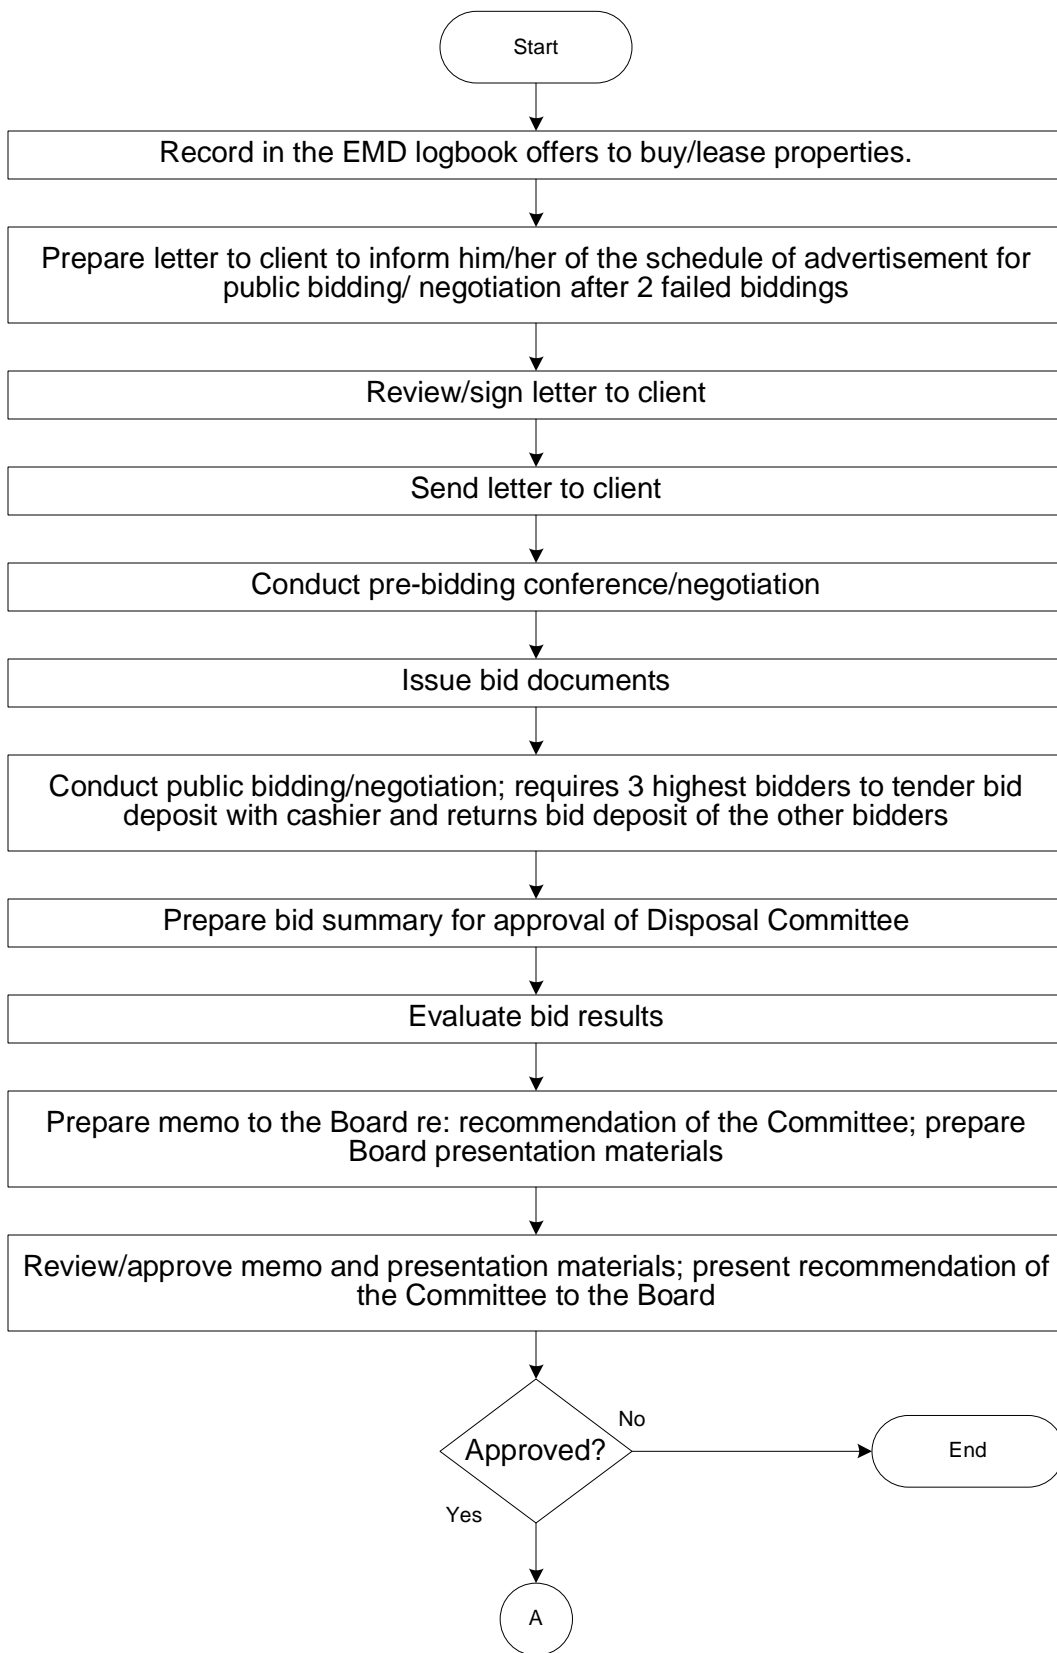 Start
Record in the EMD logbook offers to buy/lease properties.
Prepare letter to client to inform him/her of the schedule of advertisement for
public bidding/ negotiation after 2 failed biddings
Review/sign letter to client
Send letter to client
Conduct pre-bidding conference/negotiation
Issue bid documents
Conduct public bidding/negotiation; requires 3 highest bidders to tender bid
deposit with cashier and returns bid deposit of the other bidders
Prepare bid summary for approval of Disposal Committee
Evaluate bid results
Prepare memo to the Board re: recommendation of the Committee; prepare
Board presentation materials
Review/approve memo and presentation materials; present recommendation of
the Committee to the Board
No
Approved?
End
Yes
A